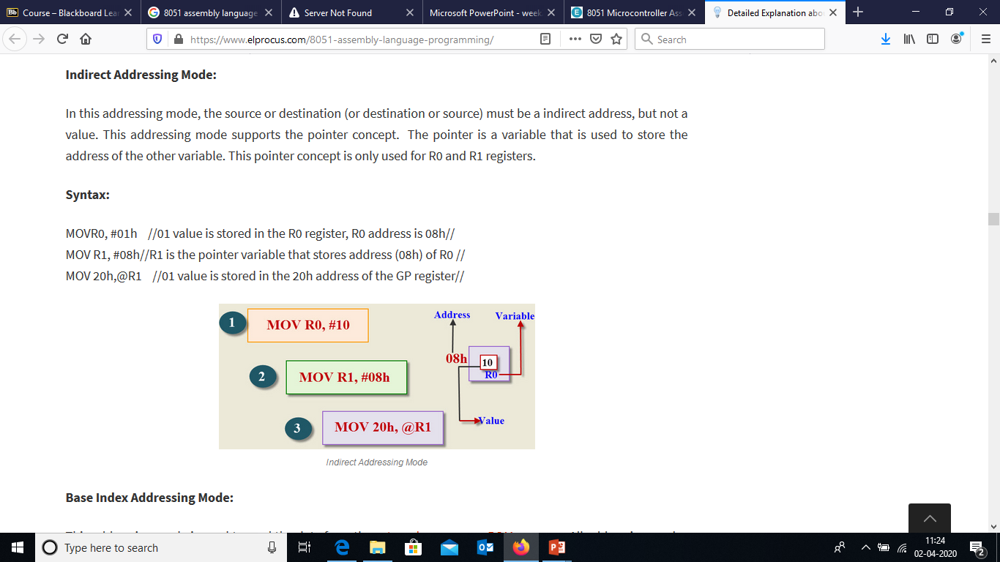 Course – Blackboard Lear
8051 assembly language
Server Not Found
Microsoft PowerPoint - week
8051 Microcontroller Ass
Detailed Explanation abo
https://www.elprocus.com/8051-assembly-language-programming/
Search
Indirect Addressing Mode:
In this addressing mode, the source or destination (or destination or source) must be a indirect address, but not a
value. This addressing mode supports the pointer concept. The pointer is a variable that is used to store the
address of the other variable. This pointer concept is only used for R0 and R1 registers.
Syntax:
MOVR0, #01h //01 value is stored in the R0 register, R0 address is 08h//
MOV R1, #08h//R1 is the pointer variable that stores address (08h) of R0 //
MOV 20h,@R1 //01 value is stored in the 20h address of the GP register//
1
MOV R0, #10
Address
Variable
08h
10
R0
2
MOV R1, #08h
3
MOV 20h, @R1
Value
Indirect Addressing Mode
Base Index Addressing Mode:
Type here to search
11:24
02-04-2020
2